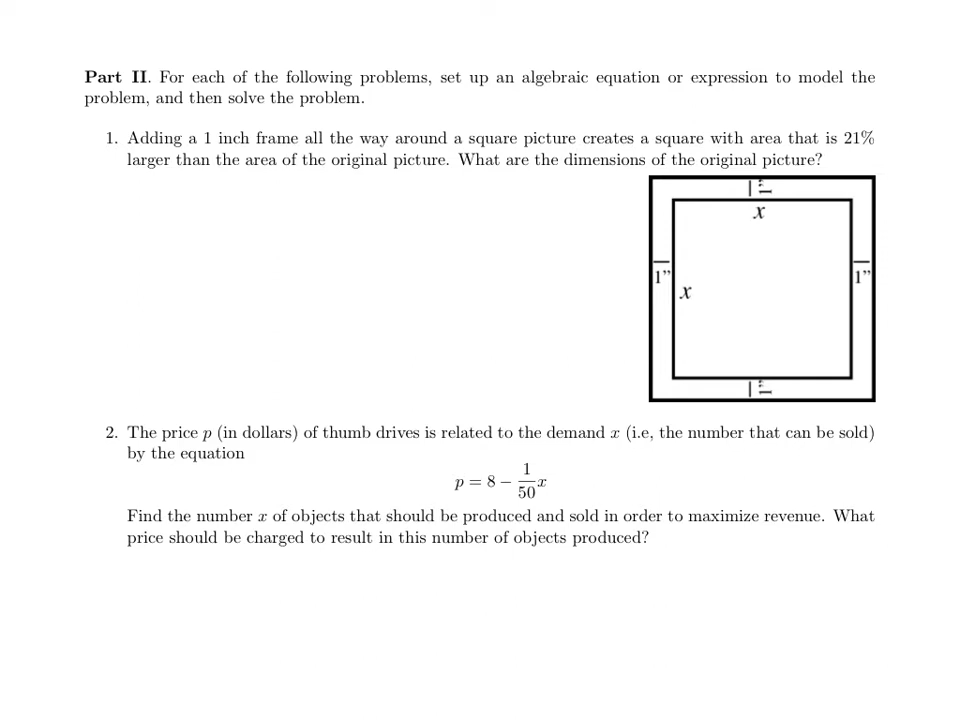 Part II. For each of the following problems, set up an algebraic equation or expression to model the
problem, and then solve the problem.
1. Adding a 1 inch frame all the way around a square picture creates a square with area that is 21%
larger than the area of the original picture. What are the dimensions of the original picture?
1”
x
1”
1”
x
1”
2. The price p (in dollars) of thumb drives is related to the demand x (i.e, the number that can be sold)
by the equation
p = 8 − 1/50 x
Find the number x of objects that should be produced and sold in order to maximize revenue. What
price should be charged to result in this number of objects produced?